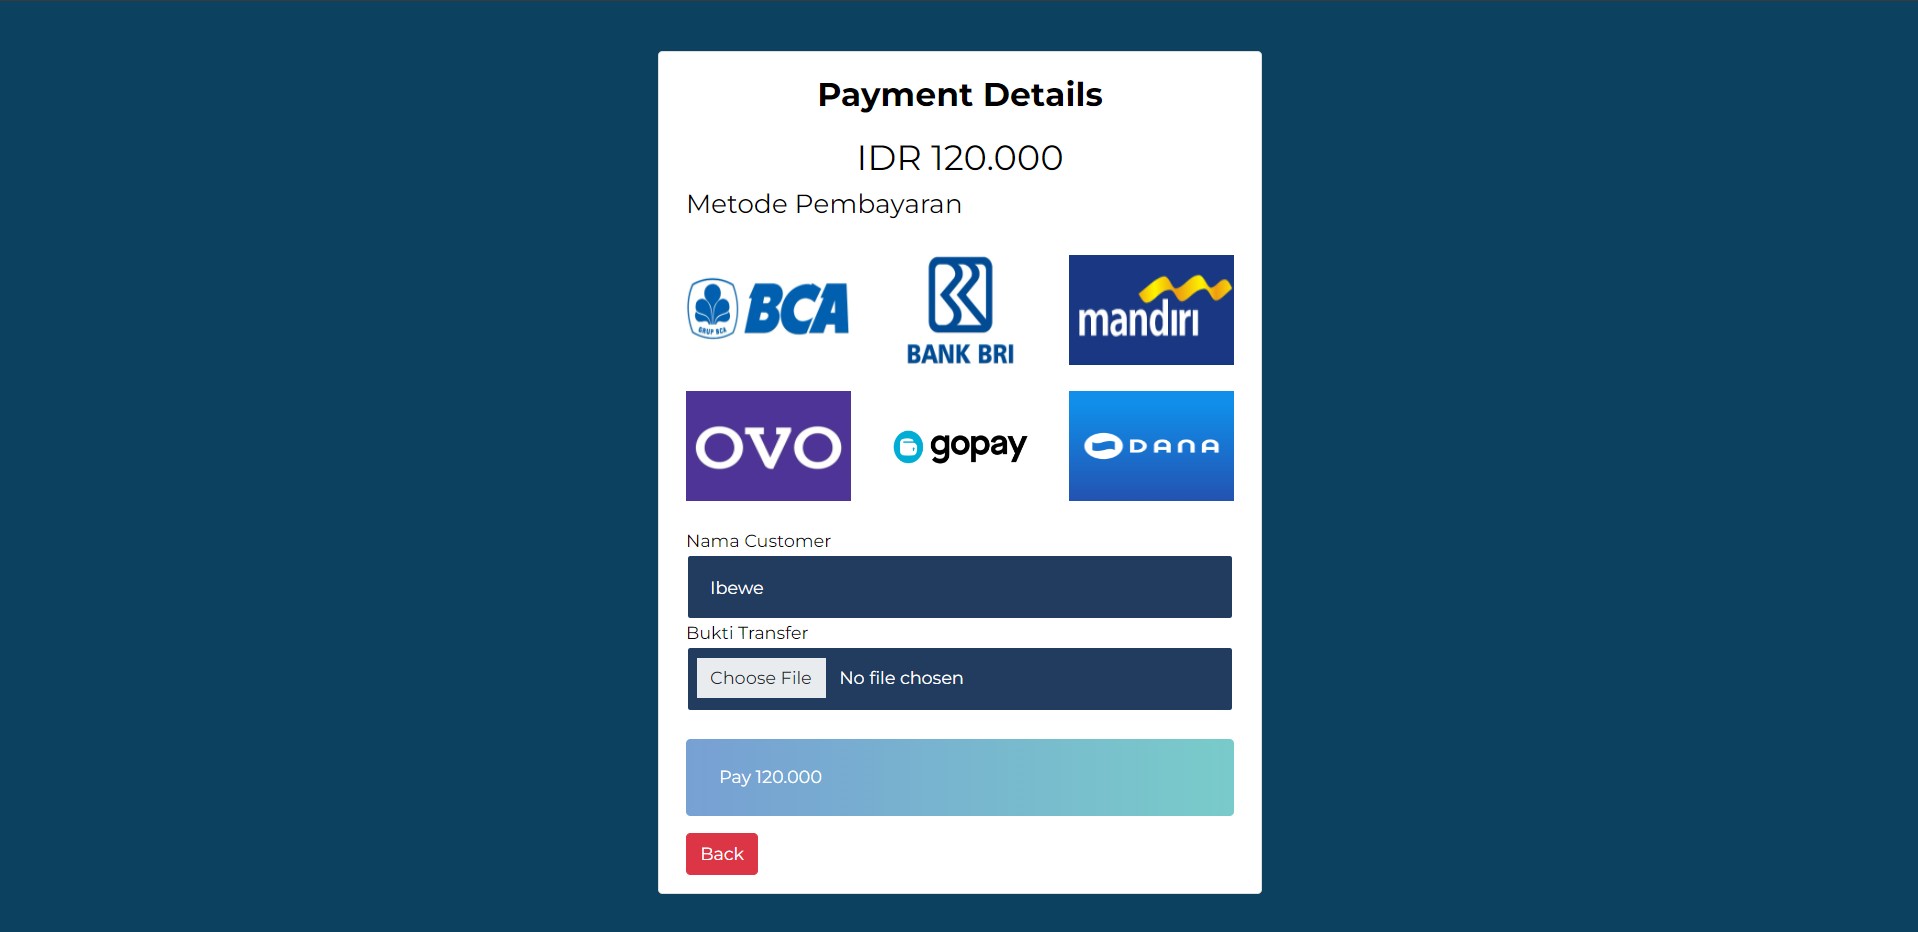 Payment Details
IDR 120.000
Metode Pembayaran
GRUP BCA
BCA
BANK BRI
mandiri
OVO
gopay
DANA
Nama Customer
Ibewe
Bukti Transfer
Choose File No file chosen
Pay 120.000
Back